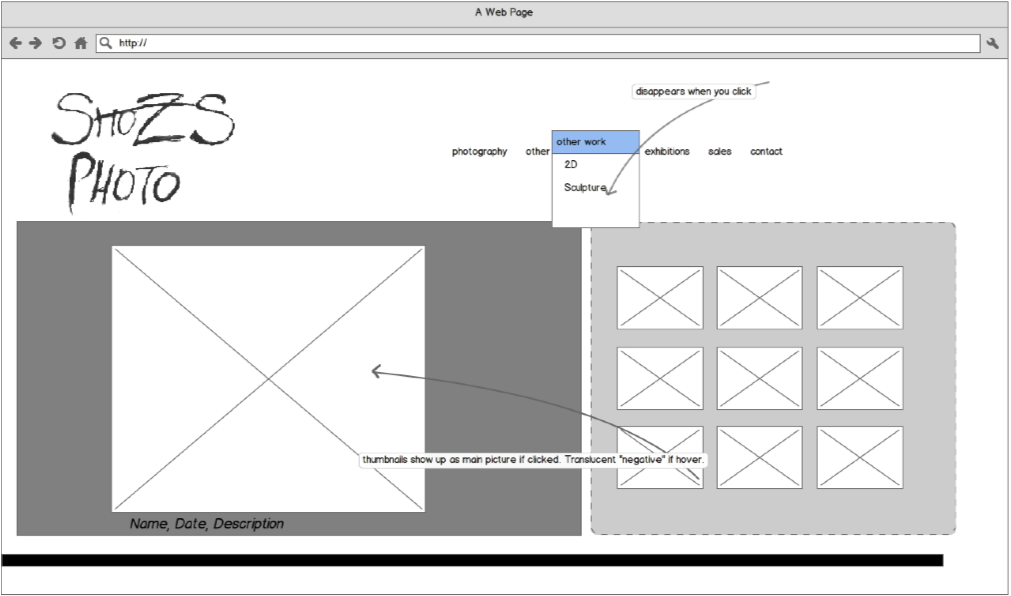 A Web Page
http://
SHOZS
PHOTO
disappears when you click
photography other exhibitions sales contact
other work
2D
Sculpture
thumbnails show up as main picture if clicked. Translucent "negative" if hover.
Name, Date, Description